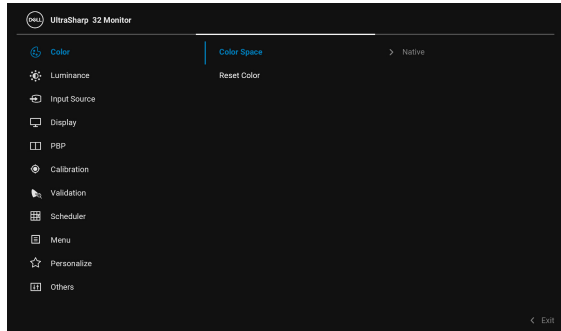 DELL UltraSharp 32 Monitor
Color Color Space > Native
Luminance Reset Color
Input Source
Display
PBP
Calibration
Validation
Scheduler
Menu
Personalize
Others
< Exit